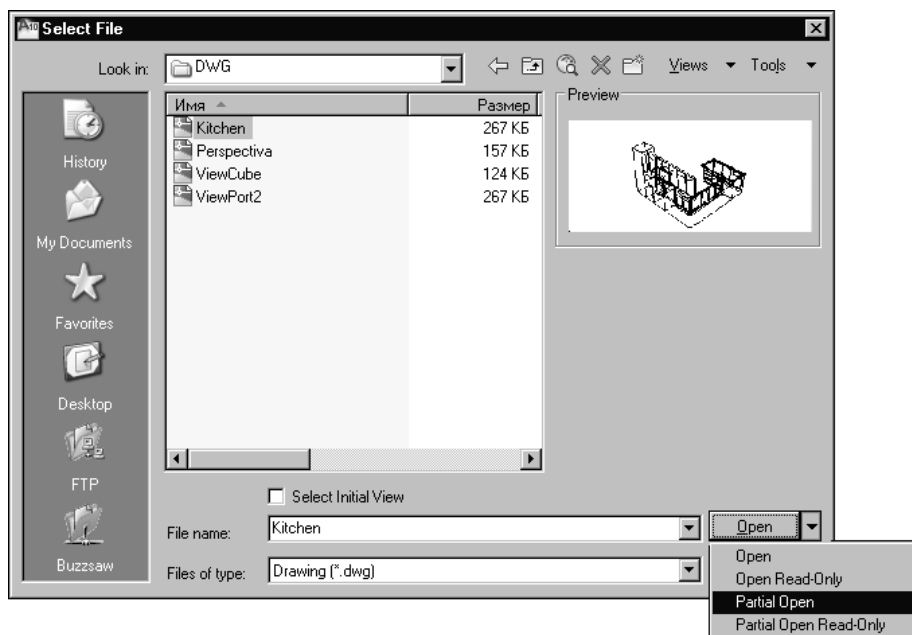 A10 Select File
Look in: DWG Views Tools
Имя Размер
Kitchen 267 КБ
Perspectiva 157 КБ
ViewCube 124 КБ
ViewPort2 267 КБ
Preview
History
My Documents
Favorites
Desktop
FTP
Buzzsaw
Select Initial View
File name: Kitchen Open
Files of type: Drawing (*.dwg)
Open
Open Read-Only
Partial Open
Partial Open Read-Only